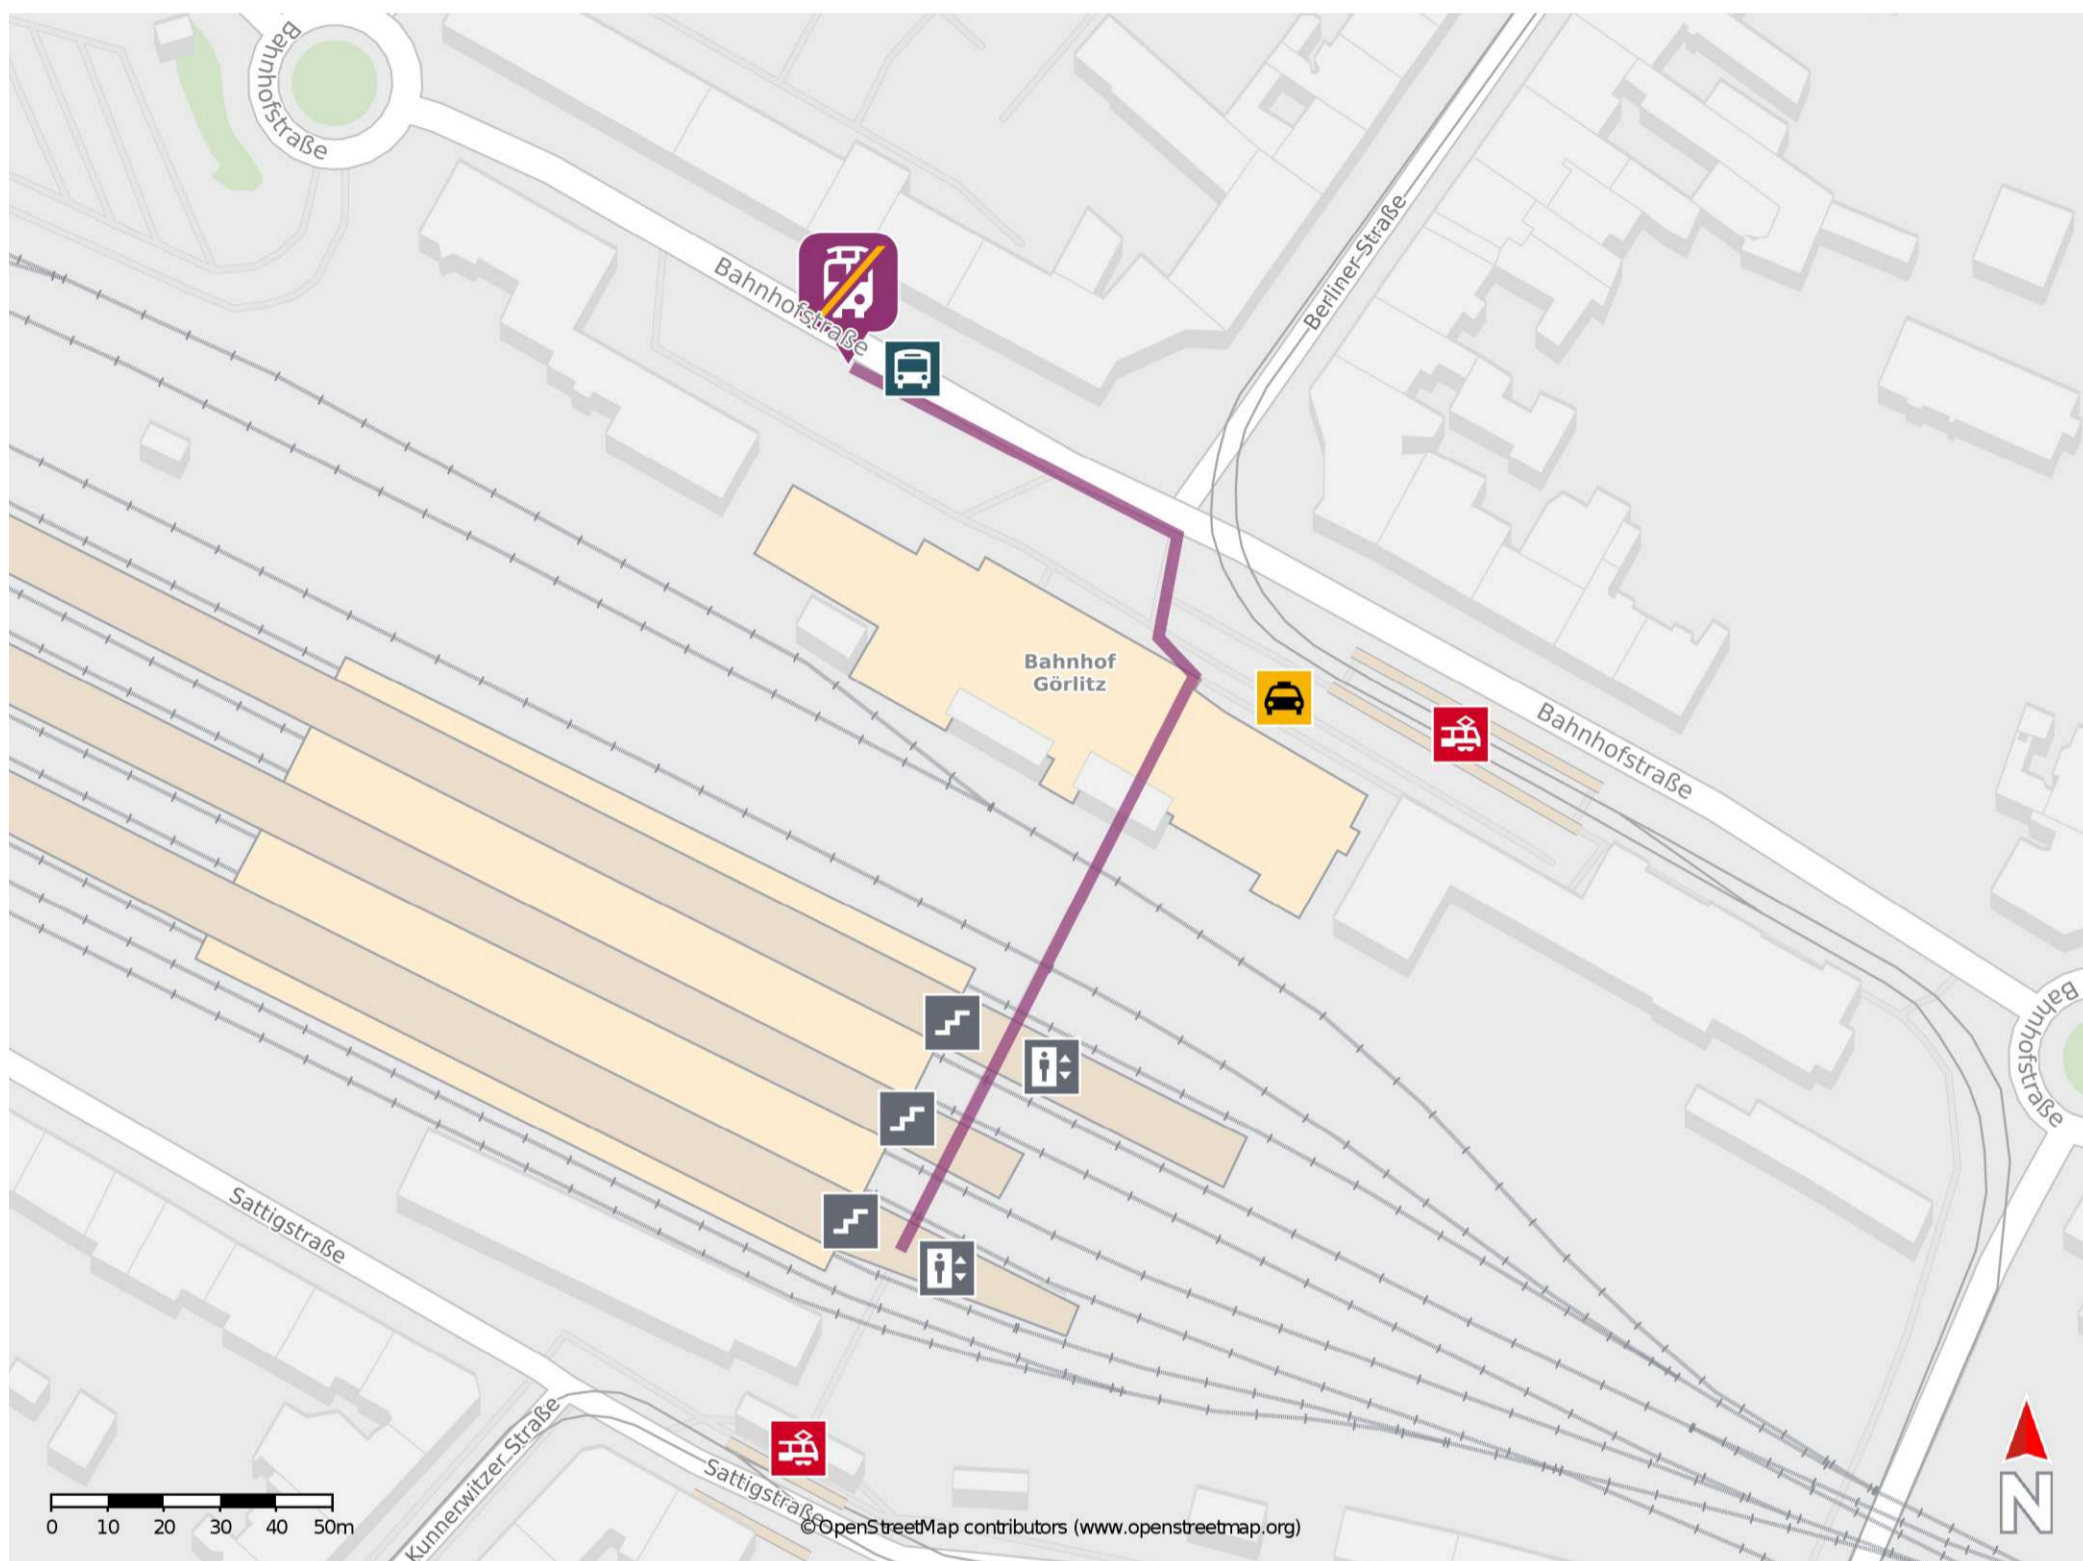 Bahnhofstraße
Bahnhofstraße
Berliner-Straße
Bahnhof
Görlitz
Bahnhofstraße
Bahnhofstraße
Sattigstraße
Kunnerwitzer Straße
Sattigstraße
0 10 20 30 40 50m
©OpenStreetMap contributors (www.openstreetmap.org)
N